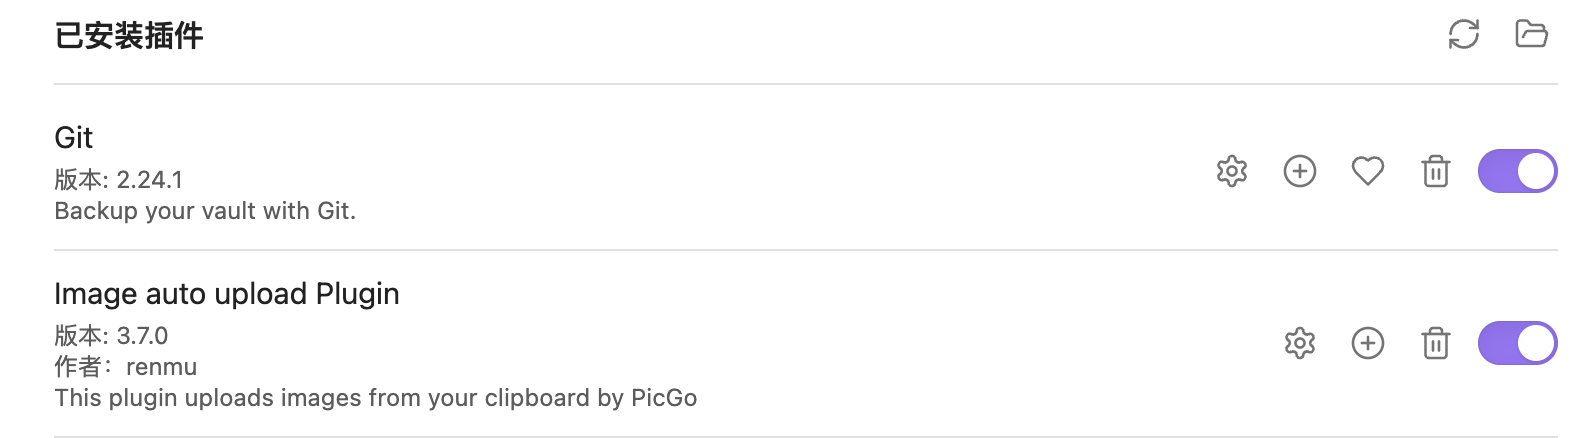 已安装插件
Git
版本: 2.24.1
Backup your vault with Git.
Image auto upload Plugin
版本: 3.7.0
作者：renmu
This plugin uploads images from your clipboard by PicGo